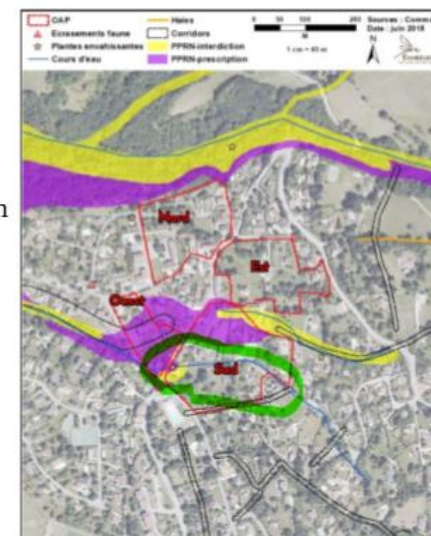 OAP
Ecrasements faune
Plantes envahissantes
Cours d'eau
Haies
Corridors
PPRN-interdiction
PPRN-prescription
0 50 100 200
M
1 cm = 40 m
Sources : Commu
Date : juin 2018
N
n
Nord
Est
Ouest
Sud